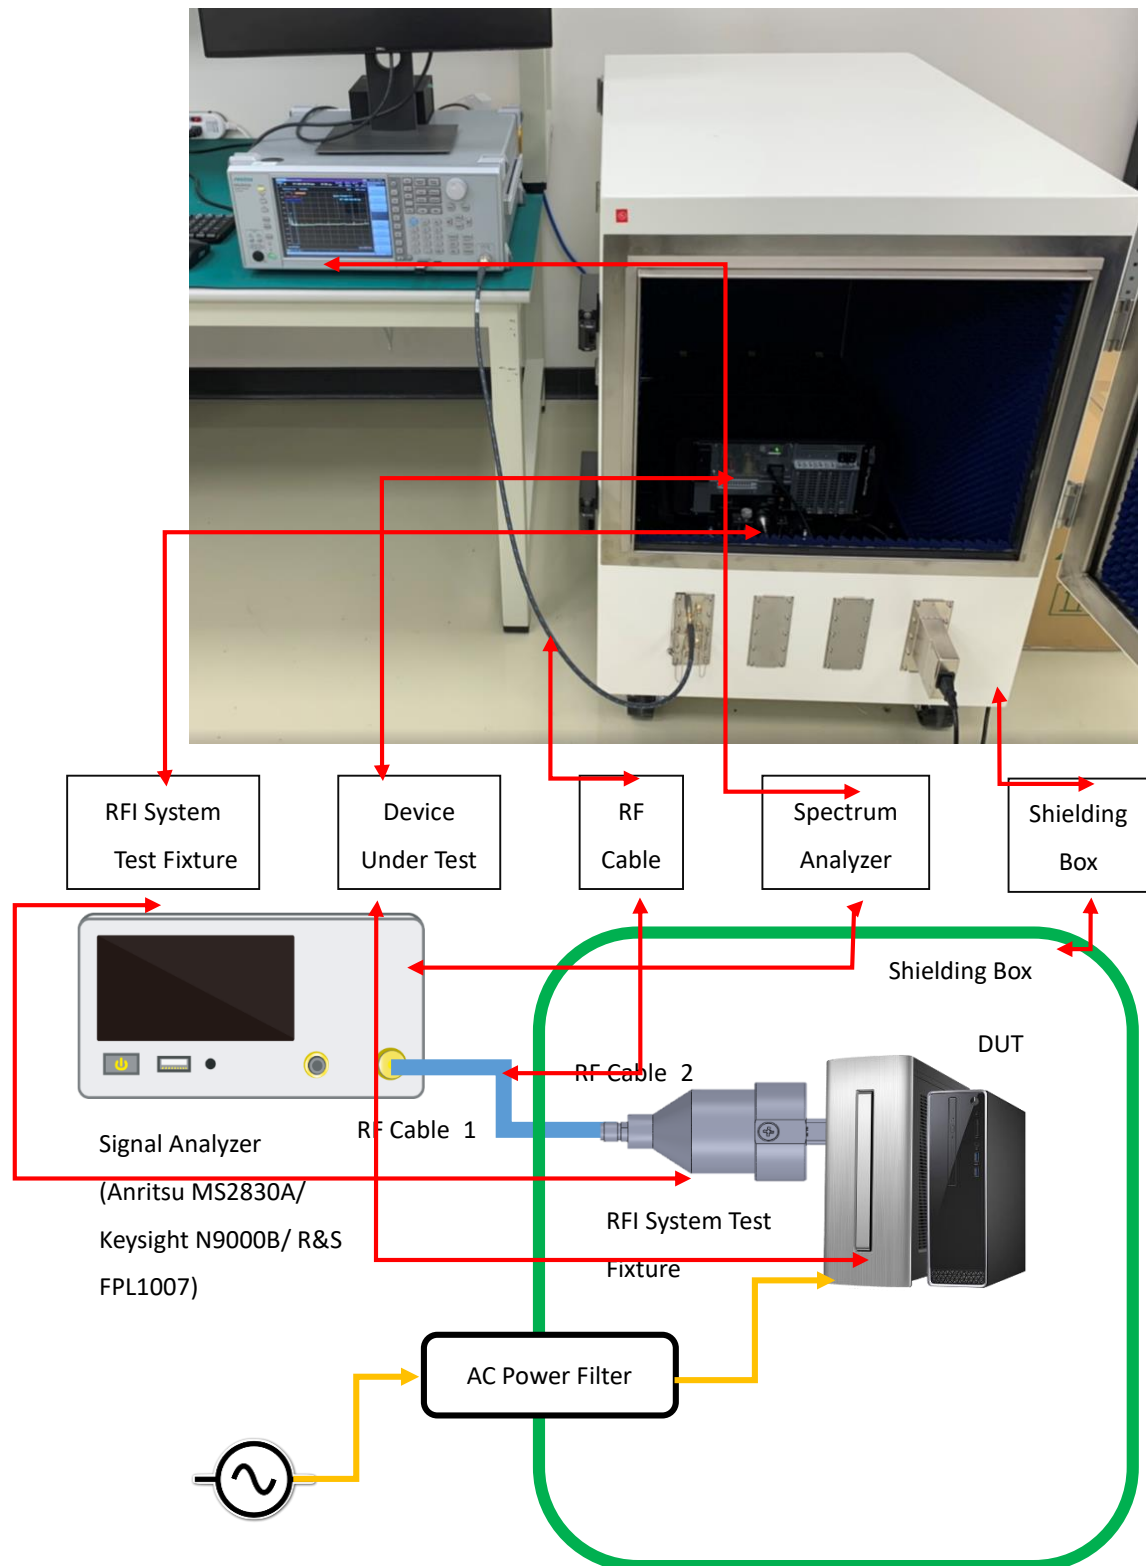 RFI System
Test Fixture
Device
Under Test
RF
Cable
Spectrum
Analyzer
Shielding
Box
Shielding Box
DUT
RF Cable 2
RF Cable 1
Signal Analyzer
(Anritsu MS2830A/
Keysight N9000B/ R&S
FPL1007)
RFI System Test
Fixture
AC Power Filter